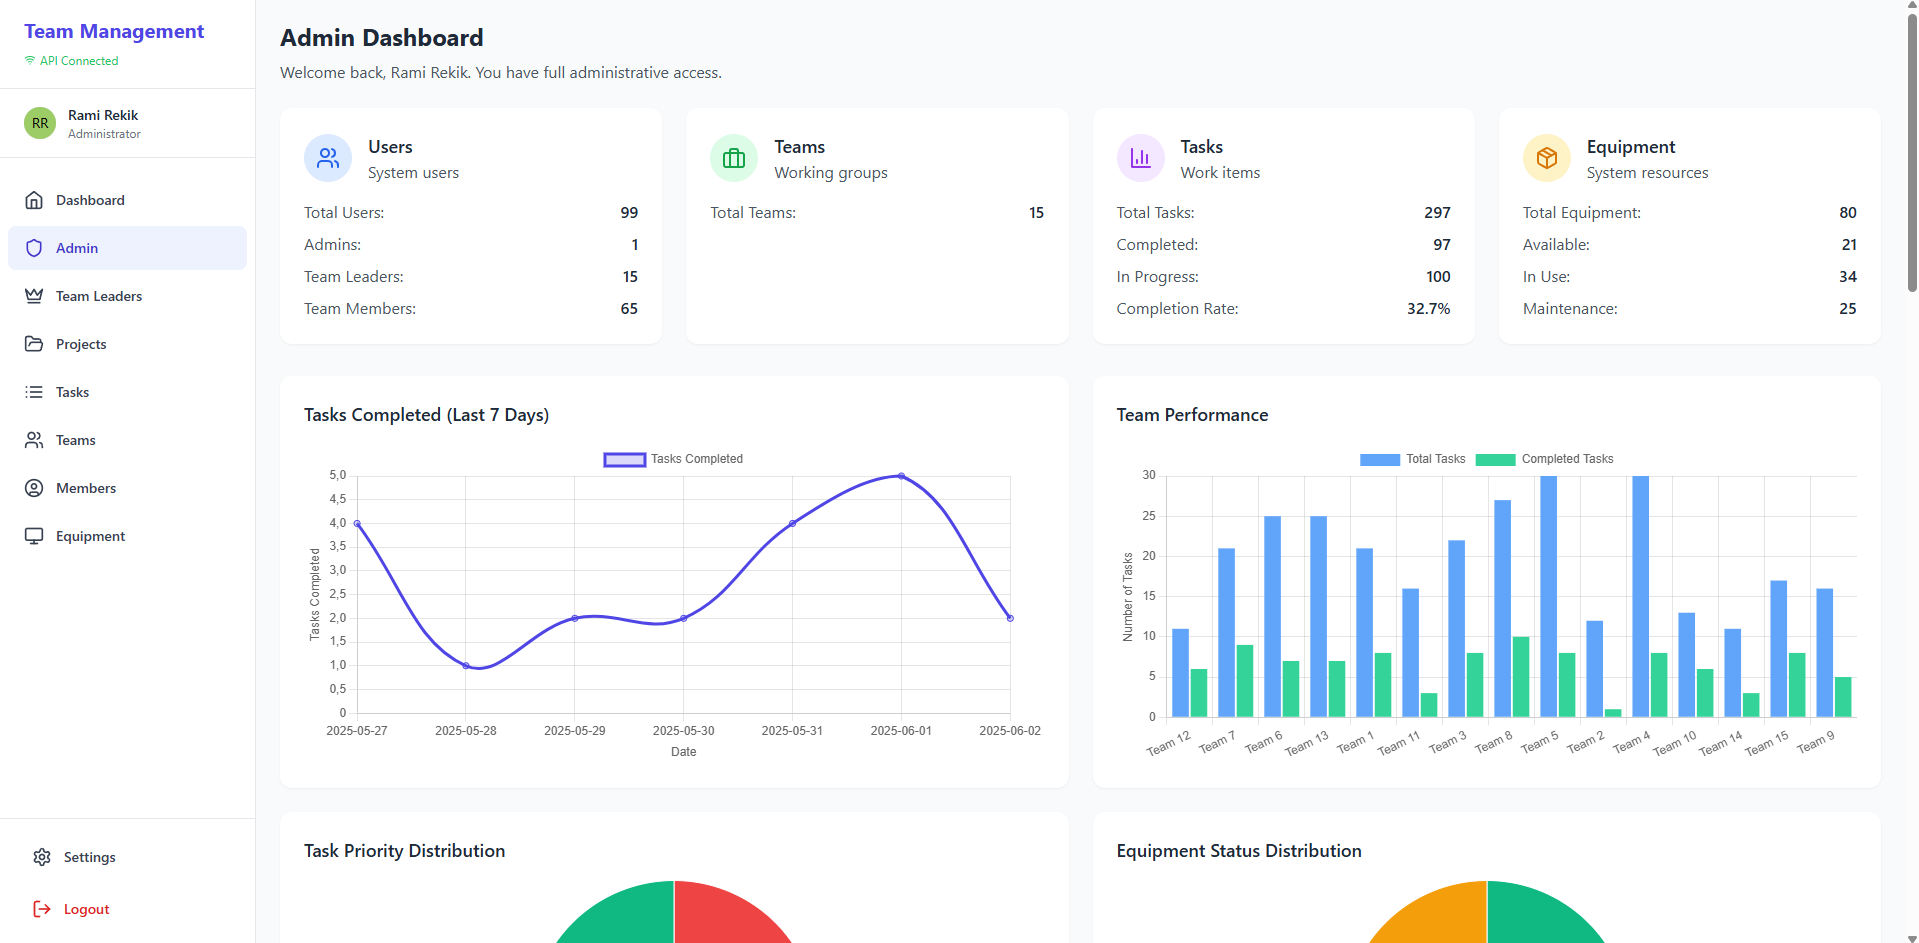 Team Management
API Connected
RR
Rami Rekik
Administrator
Dashboard
Admin
Team Leaders
Projects
Tasks
Teams
Members
Equipment
Settings
Logout
Admin Dashboard
Welcome back, Rami Rekik. You have full administrative access.
Users
System users
Total Users: 99
Admins: 1
Team Leaders: 15
Team Members: 65
Teams
Working groups
Total Teams: 15
Tasks
Work items
Total Tasks: 297
Completed: 97
In Progress: 100
Completion Rate: 32.7%
Equipment
System resources
Total Equipment: 80
Available: 21
In Use: 34
Maintenance: 25
Tasks Completed (Last 7 Days)
Tasks Completed
5,0
4,5
4,0
3,5
3,0
2,5
2,0
1,5
1,0
0,5
0
Tasks Completed
2025-05-27 2025-05-28 2025-05-29 2025-05-30 2025-05-31 2025-06-01 2025-06-02
Date
Team Performance
Total Tasks Completed Tasks
30
25
20
15
10
5
0
Number of Tasks
Team 12 Team 7 Team 6 Team 13 Team 1 Team 11 Team 3 Team 8 Team 5 Team 2 Team 4 Team 10 Team 14 Team 15 Team 9
Task Priority Distribution
Equipment Status Distribution